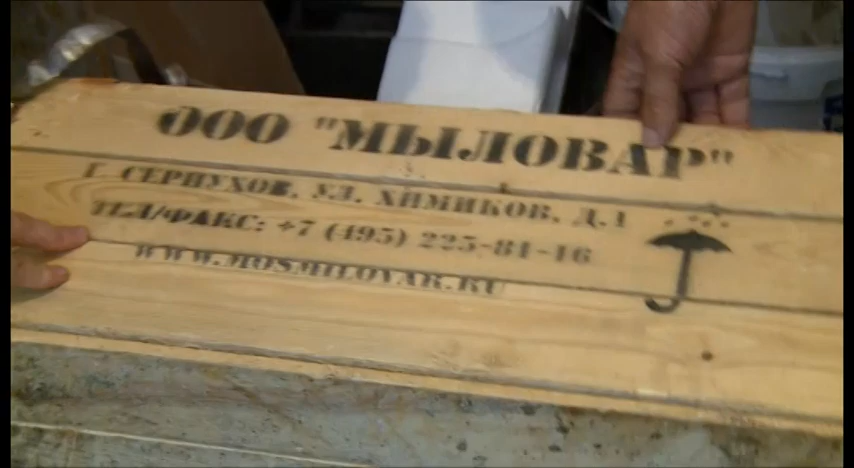 ООО "МЫЛОВАР"
Г. СЕРПУХОВ, УЛ. ХИМИКОВ, Д.1
ТЕЛ/ФАКС: +7 (495) 225-81-16
WWW.MOSMILOVAR.RU